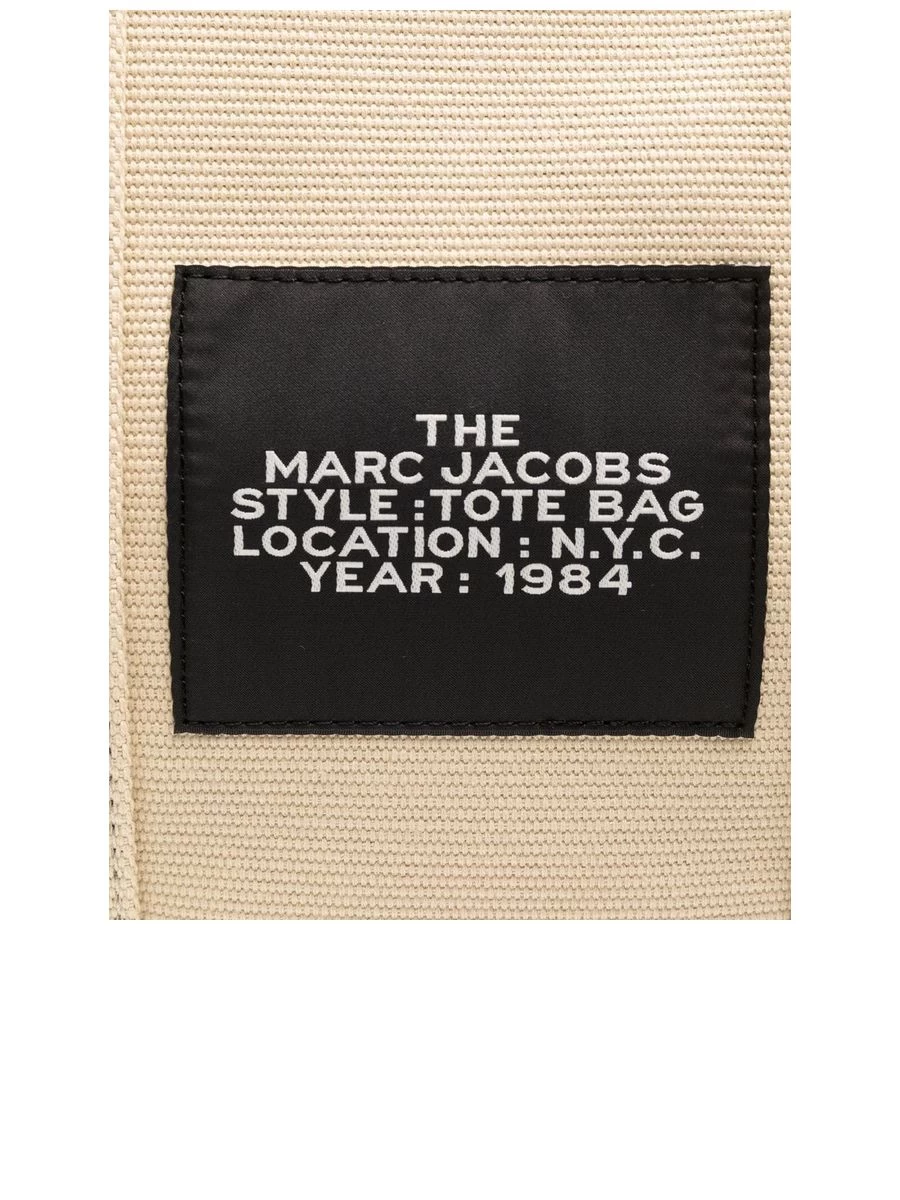 THE
MARC JACOBS
STYLE :TOTE BAG
LOCATION : N.Y.C.
YEAR : 1984